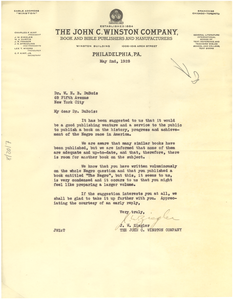 ESTABLISHED
THE JOHN C. WINSTON COMPANY,
BOOK AND BIBLE PUBLISHERS AND MANUFACTURERS
WINSTON BUILDING
PHILADELPHIA, PA.
May 2nd, 1929
Dr. W. E. B. DuBois
69 Fifth Avenue
New York City
My dear Dr. DuBois:
It has been suggested to us that it would
be a good publishing venture and a service to the public
to publish a book on the history, progress and achieve-
ment of the Negro race in America.
We are aware that many similar books have
been published, but we are informed that none of them
are adequate and up-to-date, and that, therefore, there
is room for another book on the subject.
We know that you have written voluminously
on the whole Negro question and that you published a
book entitled "The Negro", but this, it seems to us,
is very condensed and it occurs to us that you might
feel like preparing a larger volume.
If the suggestion interests you at all, we
shall be glad to take it up further with you. Appre-
ciating the courtesy of an early reply,
Very truly,
J. W. Ziegler
THE JOHN C. WINSTON COMPANY